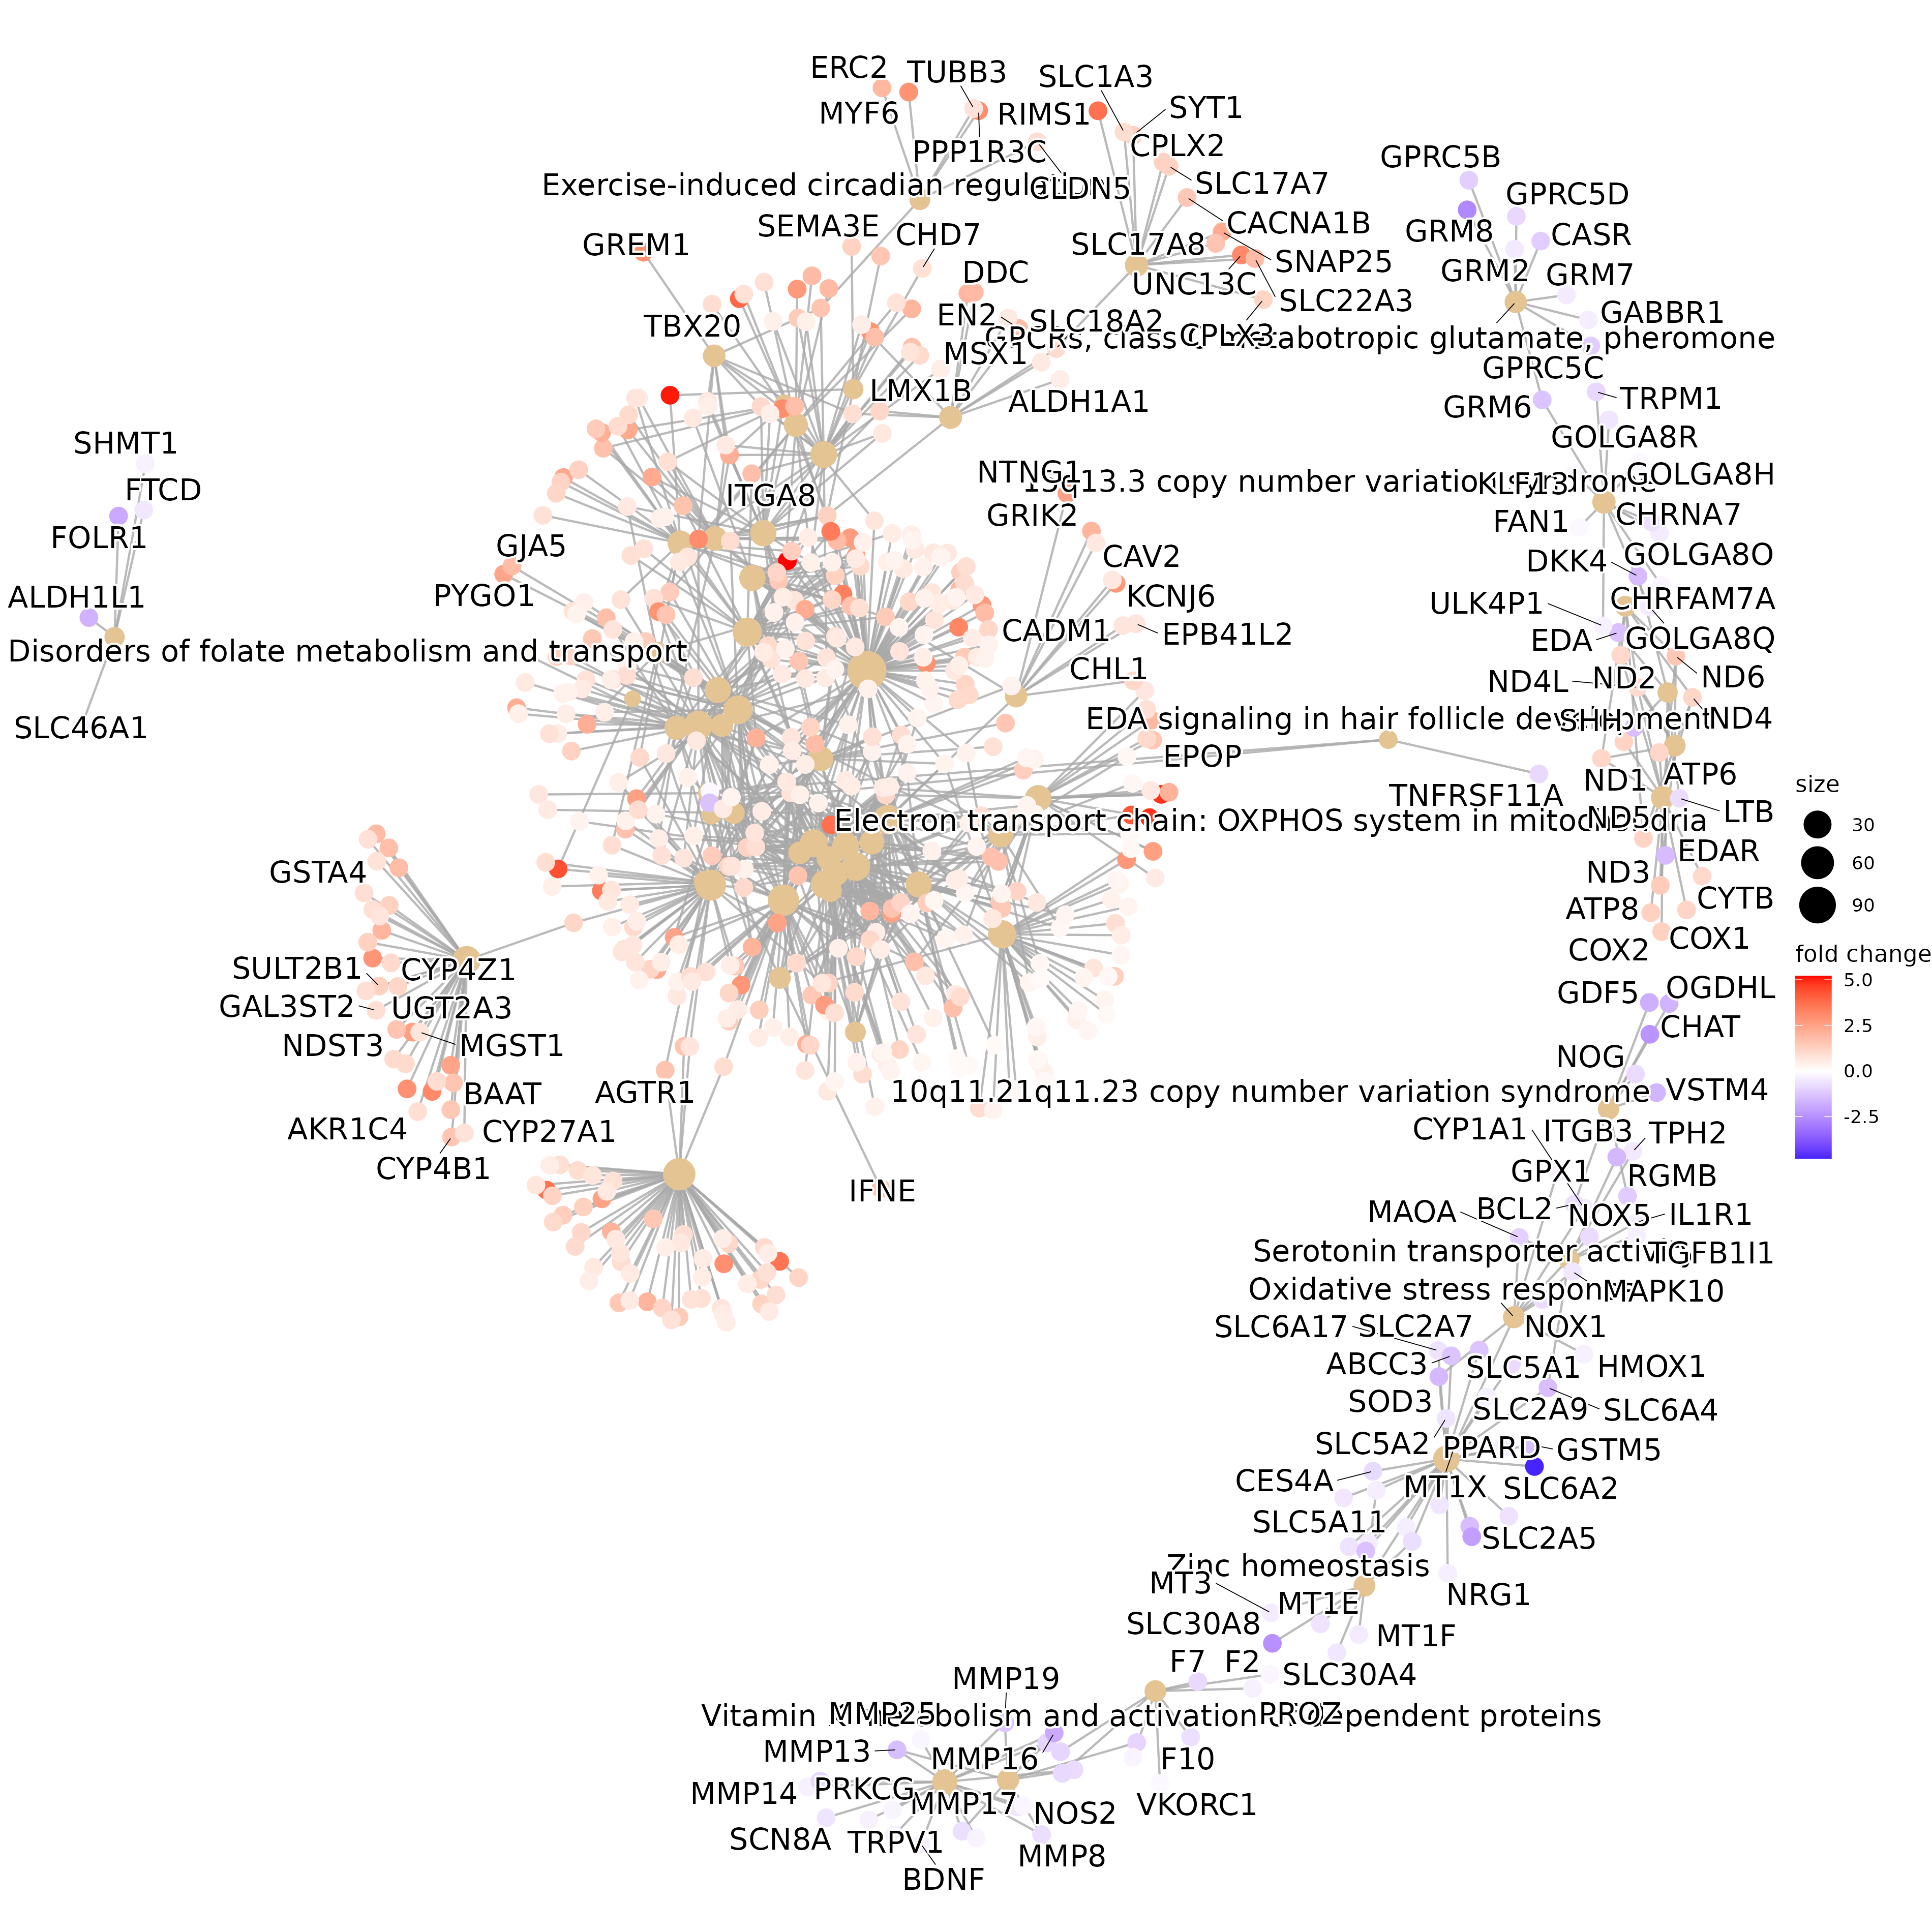 ERC2
TUBB3
SLC1A3
MYF6
RIMS1
SYT1
PPP1R3C
CPLX2
GPRC5B
Exercise-induced circadian regulation
CLDN5
SLC17A7
GPRC5D
SEMA3E
CHD7
CACNA1B
GRM8
CASR
GREM1
SLC17A8
SNAP25
GRM2
GRM7
DDC
UNC13C
SLC22A3
TBX20
EN2
SLC18A2
CPLX3
GABBR1
GPCRs, class C metabotropic glutamate, pheromone
MSX1
GPRC5C
LMX1B
ALDH1A1
GRM6
TRPM1
SHMT1
GOLGA8R
NTNG1
15q13.3 copy number variation syndrome
KLF13
GOLGA8H
FTCD
ITGA8
GRIK2
FAN1
CHRNA7
FOLR1
GJA5
CAV2
DKK4
GOLGA8O
ALDH1L1
PYGO1
KCNJ6
ULK4P1
CHRFAM7A
CADM1
EPB41L2
EDA
GOLGA8Q
Disorders of folate metabolism and transport
CHL1
ND4L
ND2
ND6
SLC46A1
EDA signaling in hair follicle development
SHH
ND4
EPOP
TNFRSF11A
ND1
ATP6
size
Electron transport chain: OXPHOS system in mitochondria
ND5
LTB
30
60
90
GSTA4
ND3
EDAR
ATP8
CYTB
COX2
COX1
fold change
5.0
2.5
0.0
-2.5
SULT2B1
CYP4Z1
GAL3ST2
UGT2A3
GDF5
OGDHL
NDST3
MGST1
CHAT
NOG
BAAT
AGTR1
10q11.21q11.23 copy number variation syndrome
VSTM4
AKR1C4
CYP27A1
CYP1A1
ITGB3
TPH2
CYP4B1
GPX1
RGMB
IFNE
MAOA
BCL2
NOX5
IL1R1
Serotonin transporter activity
TGFB1I1
Oxidative stress response
MAPK10
SLC6A17
SLC2A7
NOX1
ABCC3
SLC5A1
HMOX1
SOD3
SLC2A9
SLC6A4
SLC5A2
PPARD
GSTM5
CES4A
MT1X
SLC6A2
SLC5A11
SLC2A5
Zinc homeostasis
MT3
MT1E
NRG1
SLC30A8
MT1F
F7
F2
SLC30A4
MMP19
Vitamin K metabolism and activation of dependent proteins
MMP25
PROZ
MMP13
MMP16
F10
MMP14
PRKCG
MMP17
NOS2
VKORC1
SCN8A
TRPV1
MMP8
BDNF